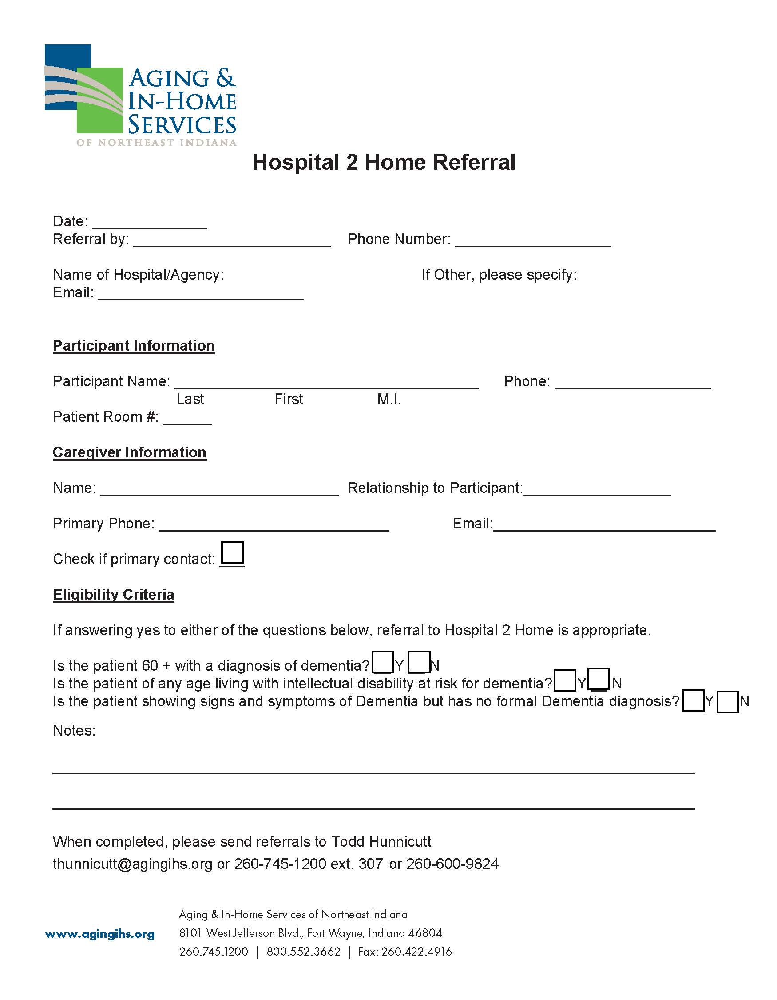 AGING &
IN-HOME
SERVICES
OF NORTHEAST INDIANA
Hospital 2 Home Referral
Date: ______________
Referral by: ________________________ Phone Number: ___________________
Name of Hospital/Agency: If Other, please specify:
Email: _________________________
Participant Information
Participant Name: _____________________________________ Phone: ___________________
Last First M.I.
Patient Room #: ______
Caregiver Information
Name: _____________________________ Relationship to Participant:__________________
Primary Phone: ____________________________ Email:___________________________
Check if primary contact: ___
Eligibility Criteria
If answering yes to either of the questions below, referral to Hospital 2 Home is appropriate.
Is the patient 60 + with a diagnosis of dementia? Y N
Is the patient of any age living with intellectual disability at risk for dementia? Y N
Is the patient showing signs and symptoms of Dementia but has no formal Dementia diagnosis? Y N
Notes:
When completed, please send referrals to Todd Hunnicutt
thunnicutt@agingihs.org or 260-745-1200 ext. 307 or 260-600-9824
Aging & In-Home Services of Northeast Indiana
www.agingihs.org 8101 West Jefferson Blvd., Fort Wayne, Indiana 46804
260.745.1200 | 800.552.3662 | Fax: 260.422.4916